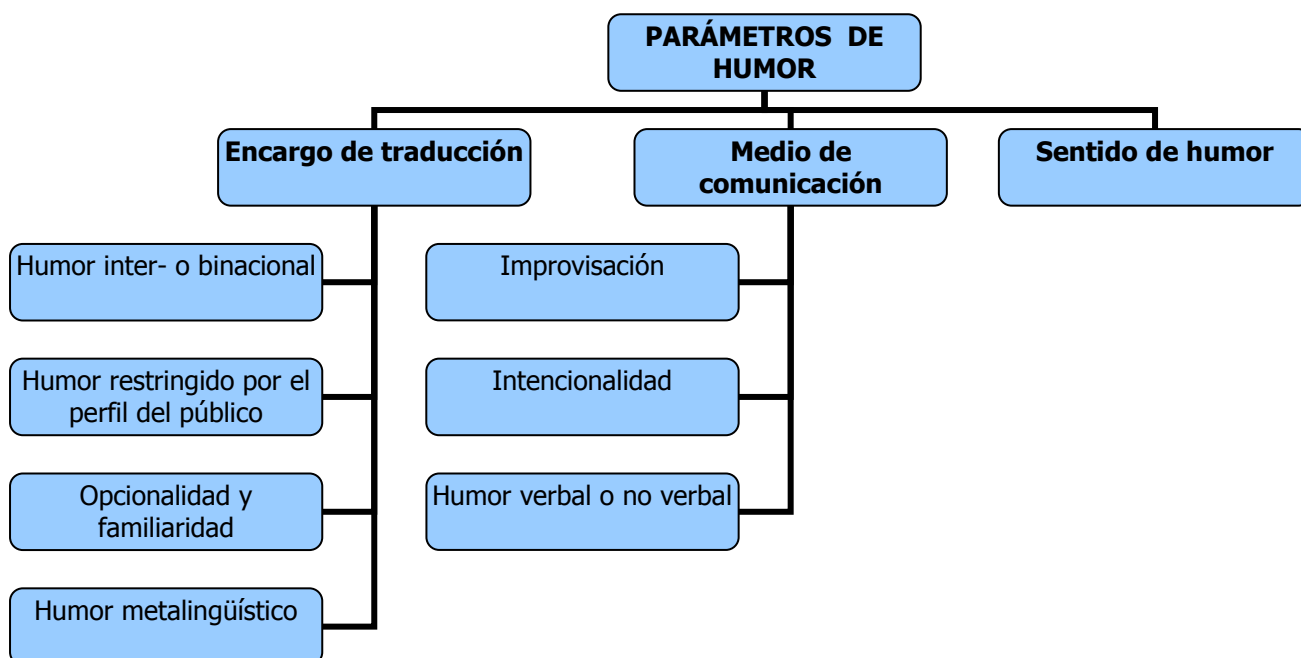 PARÁMETROS DE
HUMOR
Encargo de traducción
Medio de
comunicación
Sentido de humor
Humor inter- o binacional
Improvisación
Humor restringido por el
perfil del público
Intencionalidad
Opcionalidad y
familiaridad
Humor verbal o no verbal
Humor metalingüístico